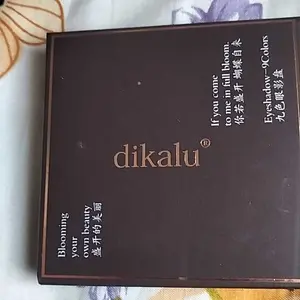 dikalu®
If you come
to me in full bloom.
你若盛开 蝴蝶自来
Eyeshadow-9Colors
九色眼影盘
Blooming
your
own beauty
盛开的美丽